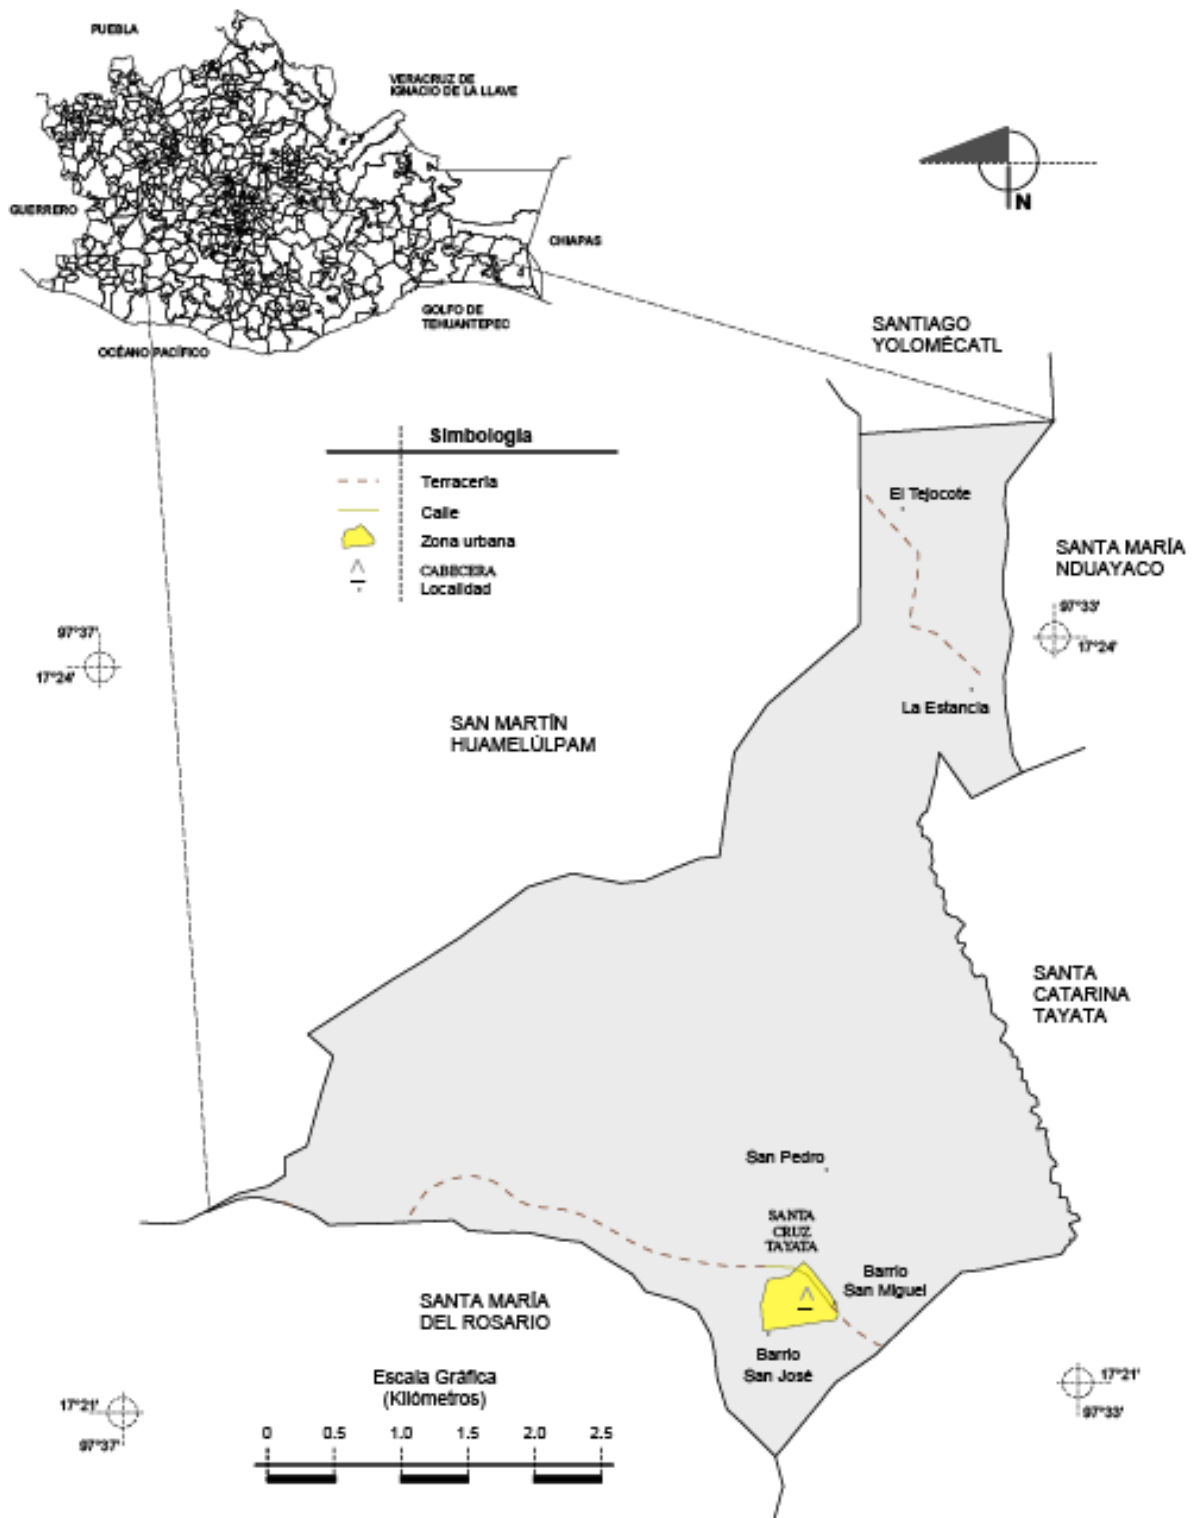 PUEBLA
VERACRUZ DE
IGNACIO DE LA LLAVE
GUERRERO
CHIAPAS
GOLFO DE
TEHUANTEPEC
OCÉANO PACÍFICO
N
SANTIAGO
YOLOMÉCATL
Simbología
Terracería
Calle
Zona urbana
CABECERA
Localidad
El Tejocote
SANTA MARÍA
NDUAYACO
97°33'
17°24'
97°37'
17°24'
La Estancia
SAN MARTÍN
HUAMELÚLPAM
SANTA
CATARINA
TAYATA
San Pedro
SANTA
CRUZ
TAYATA
Barrio
San Miguel
SANTA MARÍA
DEL ROSARIO
Barrio
San José
Escala Gráfica
(Kilómetros)
0 0.5 1.0 1.5 2.0 2.5
17°21'
97°37'
17°21'
97°33'